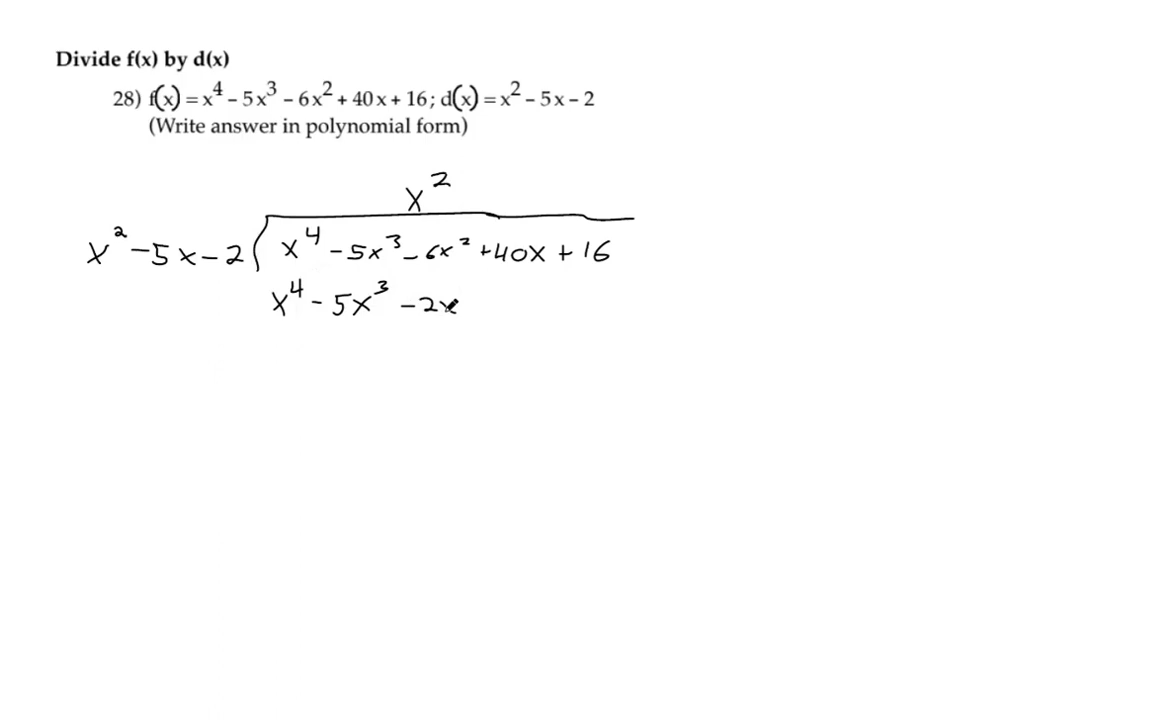 Divide f(x) by d(x)
28) f(x) = x⁴ - 5x³ - 6x² + 40x + 16; d(x) = x² - 5x - 2
(Write answer in polynomial form)
x²
x² - 5x - 2 ( x⁴ - 5x³ - 6x² + 40x + 16
x⁴ - 5x³ - 2x